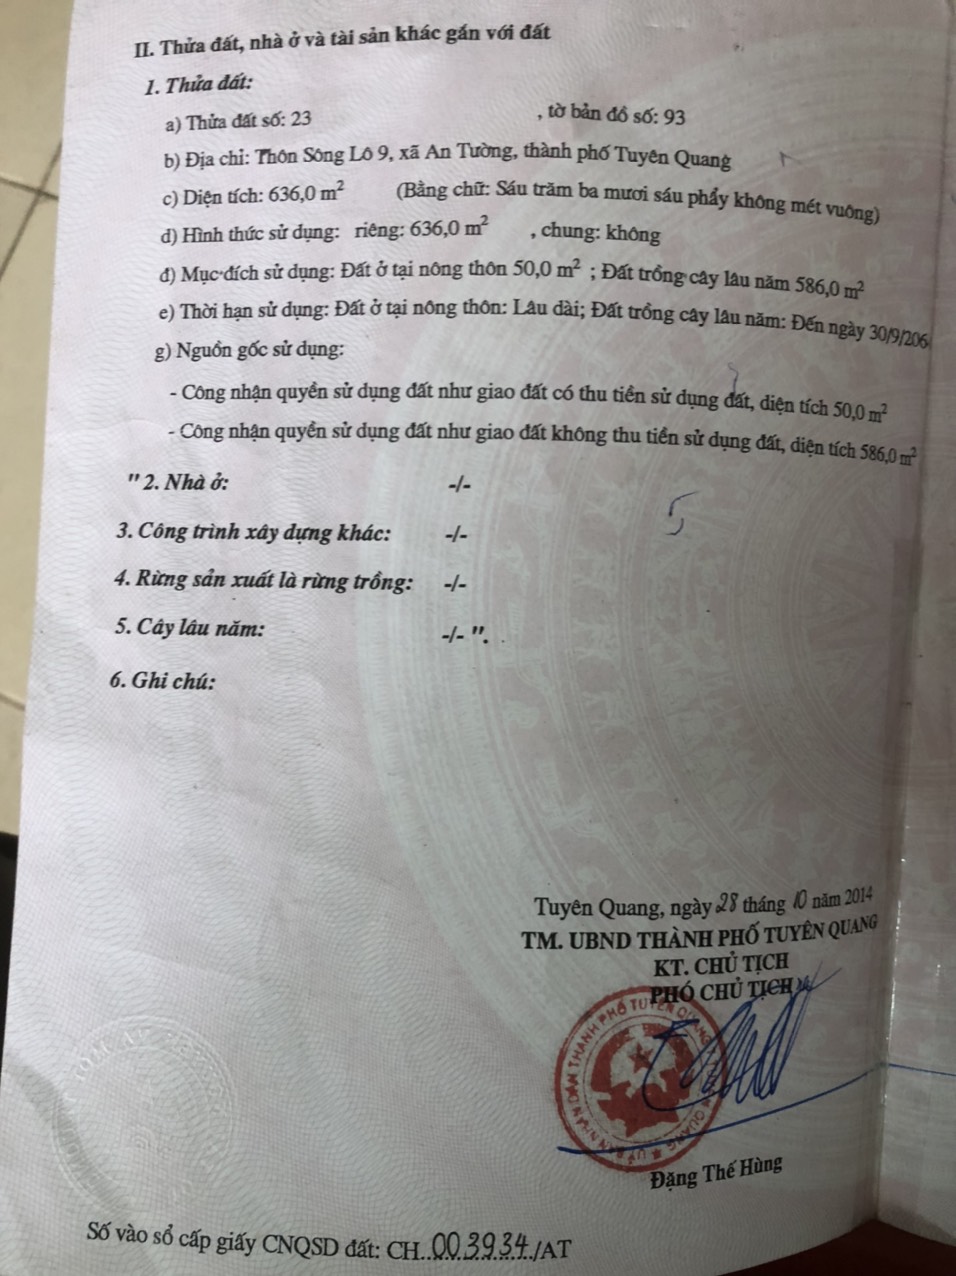 II. Thửa đất, nhà ở và tài sản khác gắn với đất
1. Thửa đất:
a) Thửa đất số: 23 , tờ bản đồ số: 93
b) Địa chỉ: Thôn Sông Lô 9, xã An Tường, thành phố Tuyên Quang
c) Diện tích: 636,0 m² (Bằng chữ: Sáu trăm ba mươi sáu phẩy không mét vuông)
d) Hình thức sử dụng: riêng: 636,0 m² , chung: không
đ) Mục đích sử dụng: Đất ở tại nông thôn 50,0 m² ; Đất trồng cây lâu năm 586,0 m²
e) Thời hạn sử dụng: Đất ở tại nông thôn: Lâu dài; Đất trồng cây lâu năm: Đến ngày 30/9/206
g) Nguồn gốc sử dụng:
- Công nhận quyền sử dụng đất như giao đất có thu tiền sử dụng đất, diện tích 50,0 m²
- Công nhận quyền sử dụng đất như giao đất không thu tiền sử dụng đất, diện tích 586,0 m²
" 2. Nhà ở: -/-
3. Công trình xây dựng khác: -/-
4. Rừng sản xuất là rừng trồng: -/-
5. Cây lâu năm: -/- ".
6. Ghi chú:
Tuyên Quang, ngày 28 tháng 10 năm 2014
TM. UBND THÀNH PHỐ TUYÊN QUANG
KT. CHỦ TỊCH
PHÓ CHỦ TỊCH
Đặng Thế Hùng
Số vào sổ cấp giấy CNQSD đất: CH..003934./AT